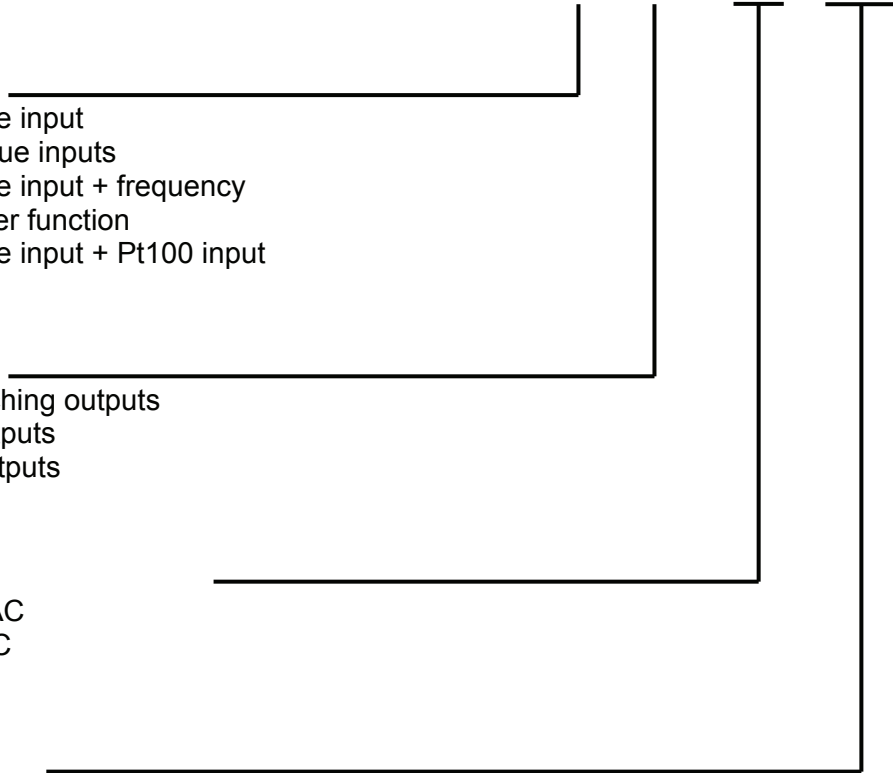 e input
ue inputs
e input + frequency
er function
e input + Pt100 input
hing outputs
puts
tputs
AC
C